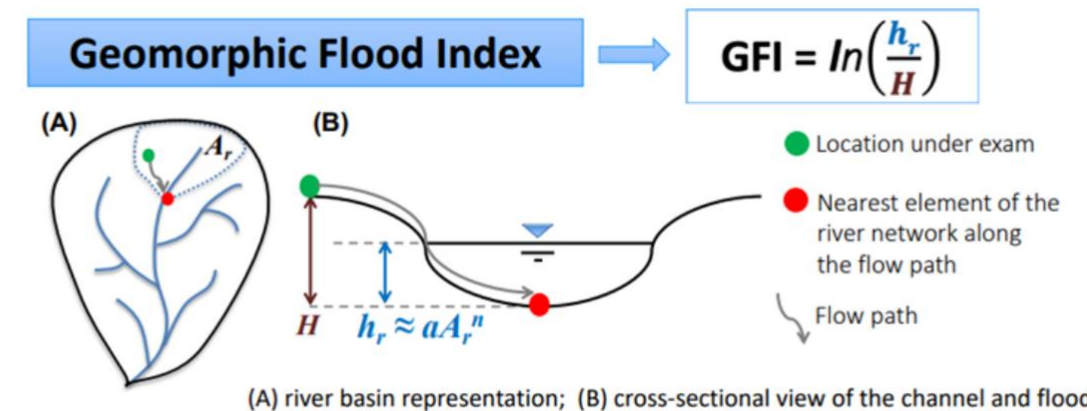 Geomorphic Flood Index
GFI = ln(h_r/H)
(A)
A_r
(B)
H
h_r ≈ aA_r^n
Location under exam
Nearest element of the
river network along
the flow path
Flow path
(A) river basin representation; (B) cross-sectional view of the channel and flood